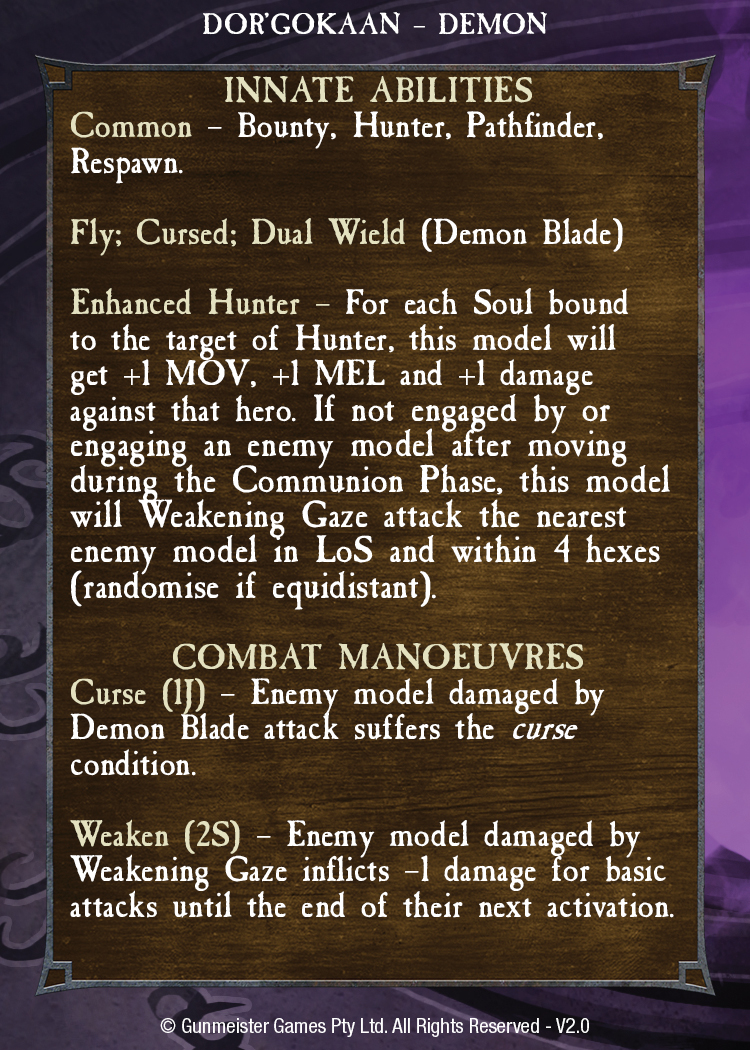 DOR'GOKAAN – DEMON
INNATE ABILITIES
Common – Bounty, Hunter, Pathfinder,
Respawn.
Fly; Cursed; Dual Wield (Demon Blade)
Enhanced Hunter – For each Soul bound
to the target of Hunter, this model will
get +1 MOV, +1 MEL and +1 damage
against that hero. If not engaged by or
engaging an enemy model after moving
during the Communion Phase, this model
will Weakening Gaze attack the nearest
enemy model in LoS and within 4 hexes
(randomise if equidistant).
COMBAT MANOEUVRES
Curse (1J) – Enemy model damaged by
Demon Blade attack suffers the curse
condition.
Weaken (2S) – Enemy model damaged by
Weakening Gaze inflicts –1 damage for basic
attacks until the end of their next activation.
© Gunmeister Games Pty Ltd. All Rights Reserved - V2.0